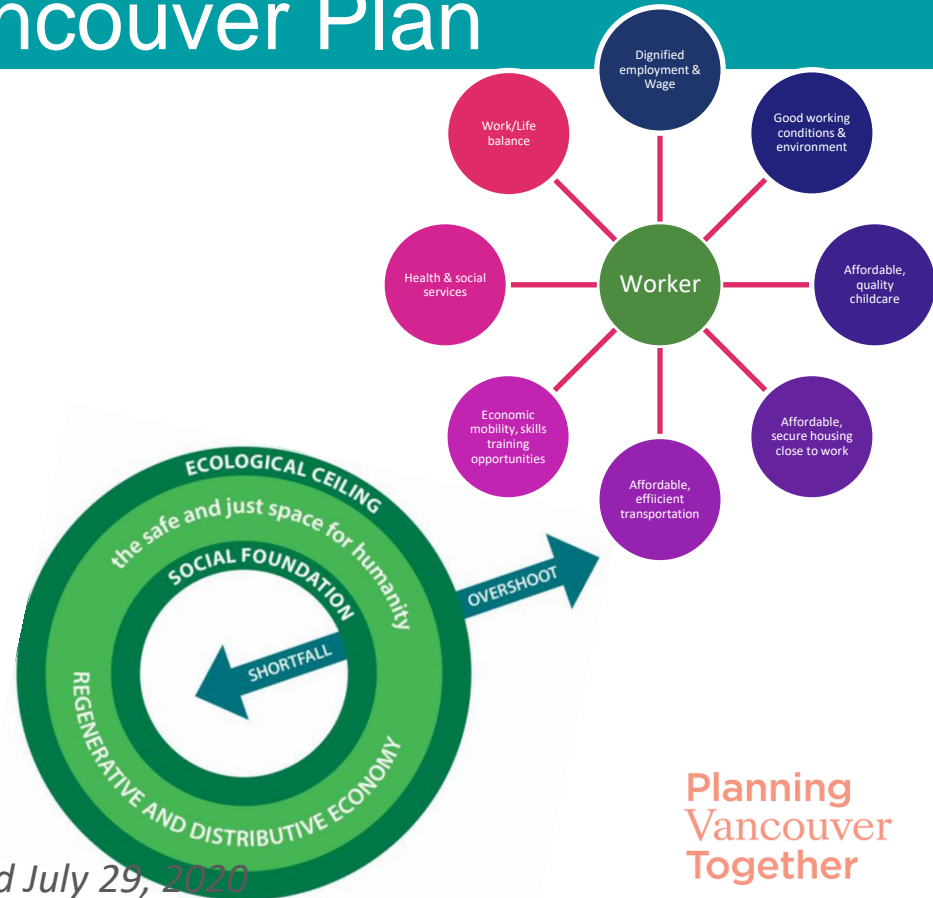 ncouver Plan
Dignified
employment &
Wage
Good working
conditions &
environment
Affordable,
quality
childcare
Affordable,
secure housing
close to work
Affordable,
effiicient
transportation
Economic
mobility, skills
training
opportunities
Health & social
services
Work/Life
balance
Worker
ECOLOGICAL CEILING
the safe and just space for humanity
SOCIAL FOUNDATION
SHORTFALL
OVERSHOOT
REGENERATIVE AND DISTRIBUTIVE ECONOMY
d July 29, 2020
Planning
Vancouver
Together